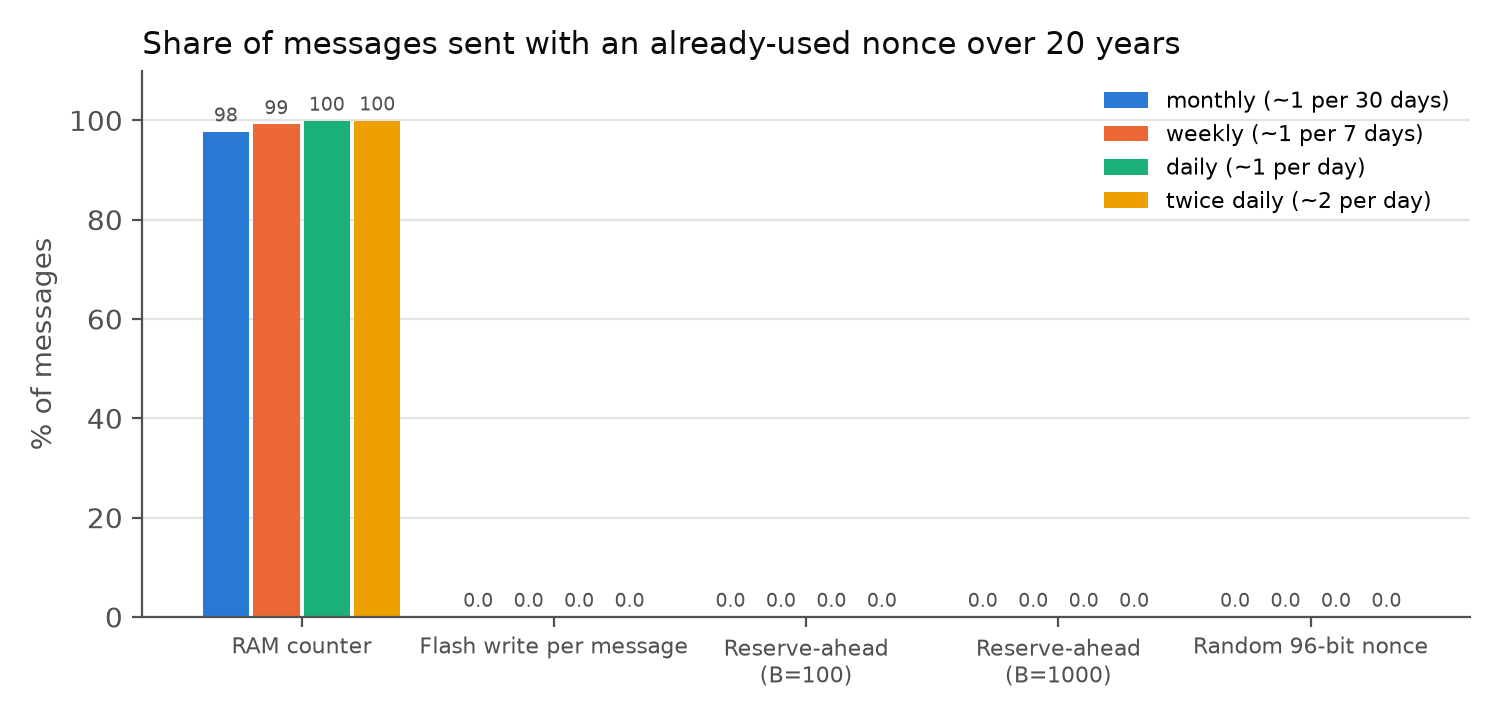 Share of messages sent with an already-used nonce over 20 years
monthly (~1 per 30 days)
weekly (~1 per 7 days)
daily (~1 per day)
twice daily (~2 per day)
% of messages
100
80
60
40
20
0
98 99 100 100
0.0 0.0 0.0 0.0 0.0 0.0 0.0 0.0 0.0 0.0 0.0 0.0 0.0 0.0 0.0 0.0
RAM counter
Flash write per message
Reserve-ahead
(B=100)
Reserve-ahead
(B=1000)
Random 96-bit nonce